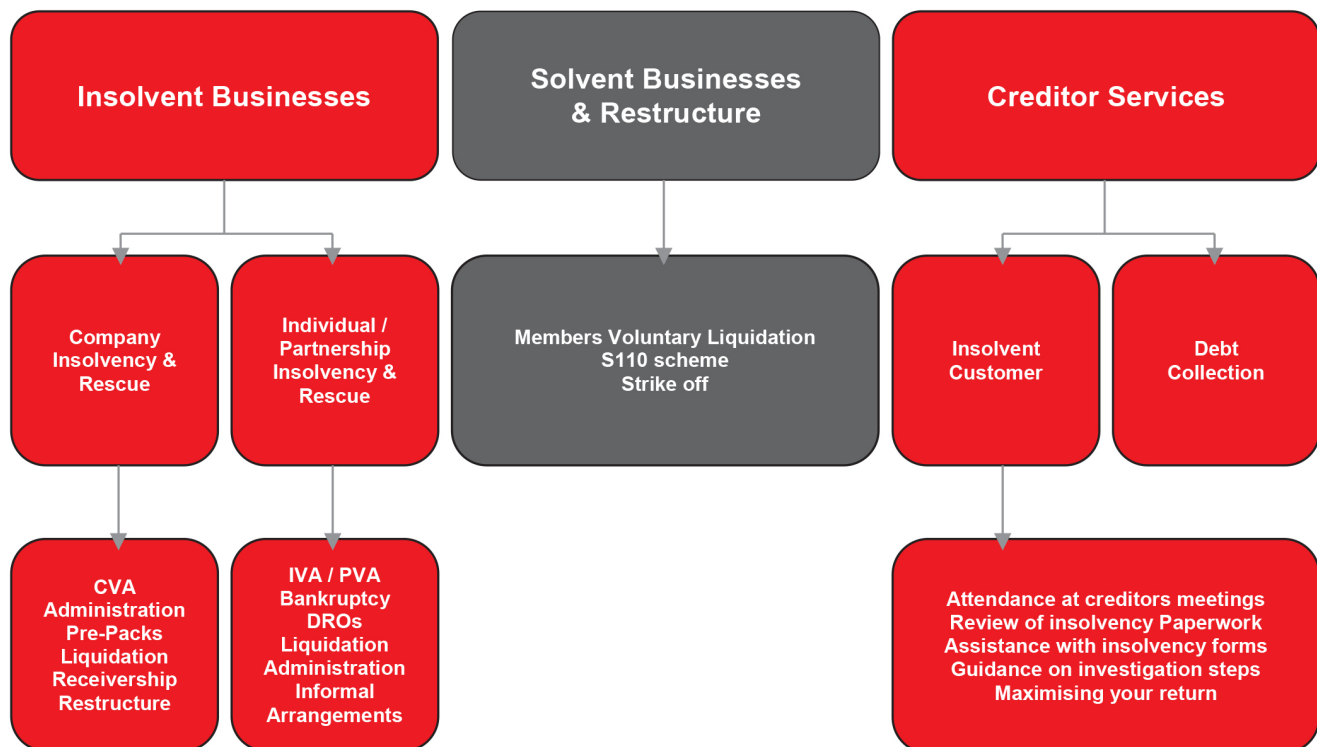 Insolvent Businesses
Solvent Businesses
& Restructure
Creditor Services
Company
Insolvency &
Rescue
Individual /
Partnership
Insolvency &
Rescue
Members Voluntary Liquidation
S110 scheme
Strike off
Insolvent
Customer
Debt
Collection
CVA
Administration
Pre-Packs
Liquidation
Receivership
Restructure
IVA / PVA
Bankruptcy
DROs
Liquidation
Administration
Informal
Arrangements
Attendance at creditors meetings
Review of insolvency Paperwork
Assistance with insolvency forms
Guidance on investigation steps
Maximising your return